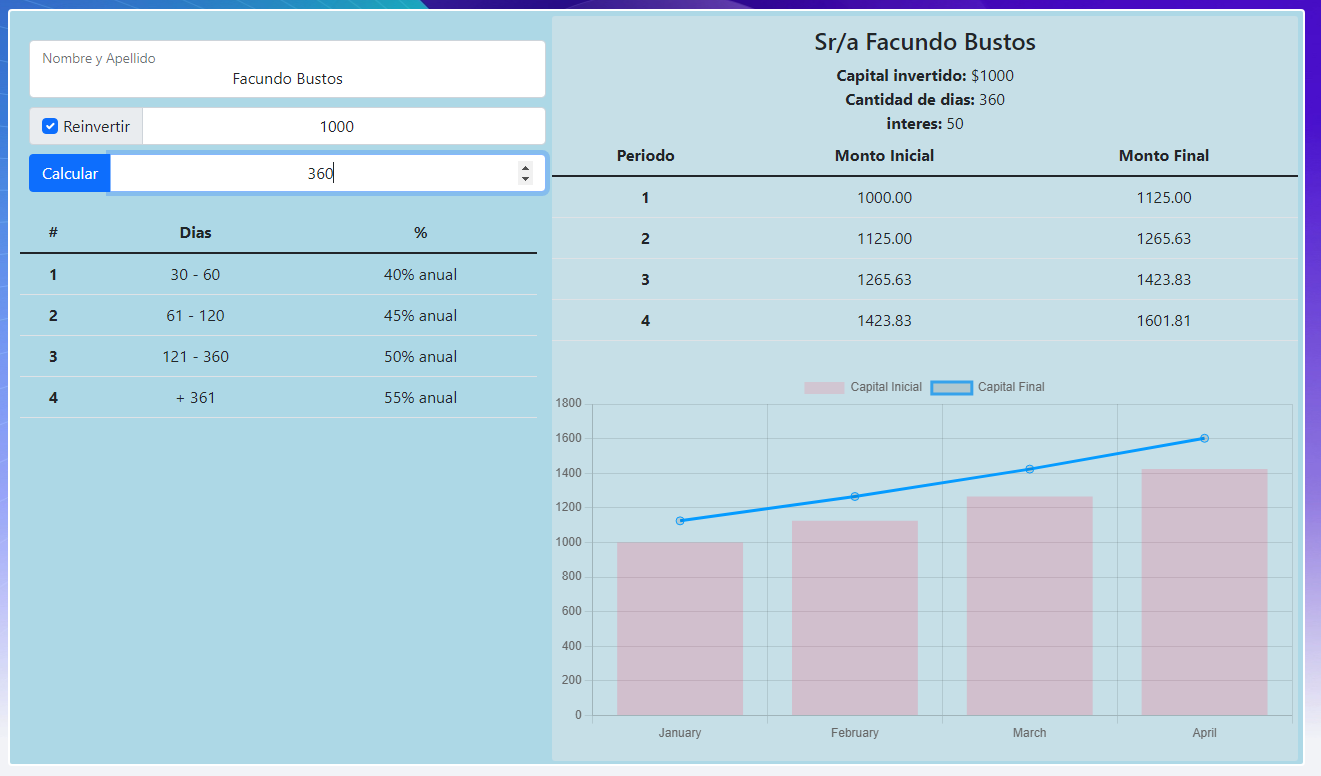 Nombre y Apellido
Facundo Bustos
Reinvertir 1000
Calcular 360
# Dias %
1 30 - 60 40% anual
2 61 - 120 45% anual
3 121 - 360 50% anual
4 + 361 55% anual
Sr/a Facundo Bustos
Capital invertido: $1000
Cantidad de dias: 360
interes: 50
Periodo Monto Inicial Monto Final
1 1000.00 1125.00
2 1125.00 1265.63
3 1265.63 1423.83
4 1423.83 1601.81
Capital Inicial Capital Final
1800
1600
1400
1200
1000
800
600
400
200
0
January February March April